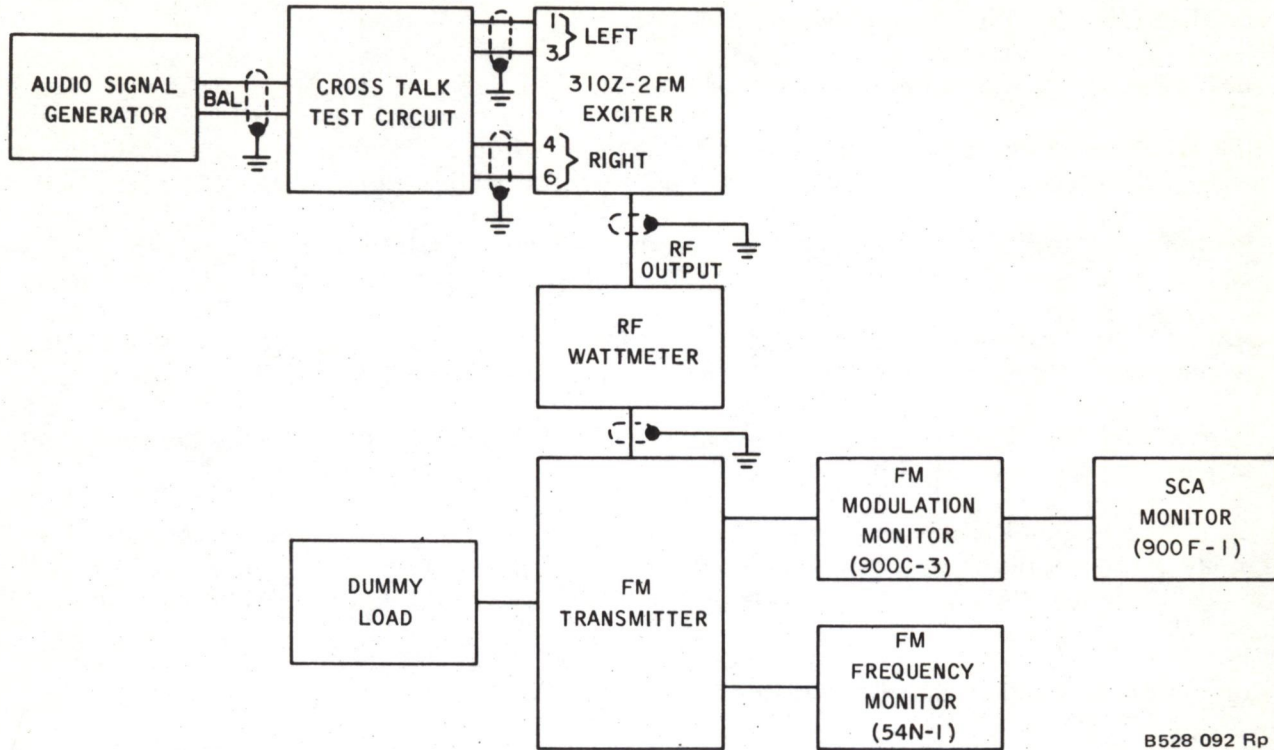 AUDIO SIGNAL
GENERATOR
BAL
CROSS TALK
TEST CIRCUIT
1
3
LEFT
310Z-2 FM
EXCITER
4
6
RIGHT
RF
OUTPUT
RF
WATTMETER
DUMMY
LOAD
FM
TRANSMITTER
FM
MODULATION
MONITOR
(900C-3)
SCA
MONITOR
(900F-1)
FM
FREQUENCY
MONITOR
(54N-1)
B528 092 Rp